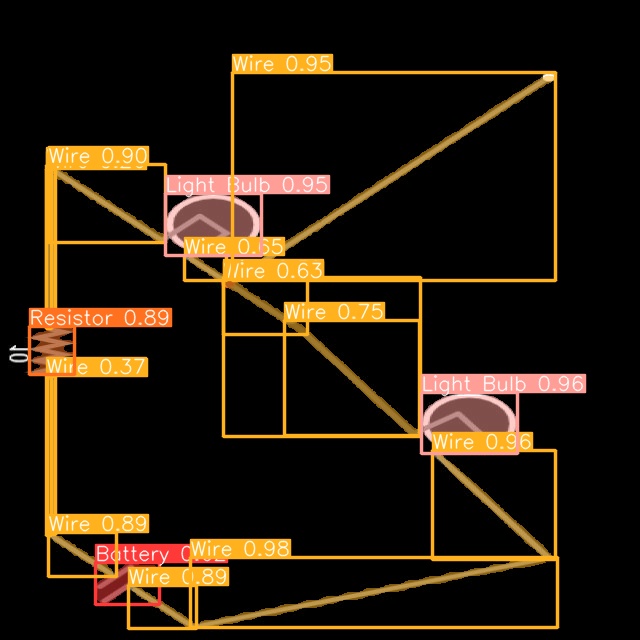 Wire 0.95
Wire 0.90
Light Bulb 0.95
Wire 0.65
Wire 0.63
Wire 0.75
Resistor 0.89
10
Wire 0.37
Light Bulb 0.96
Wire 0.96
Wire 0.89
Wire 0.98
Battery
Wire 0.89